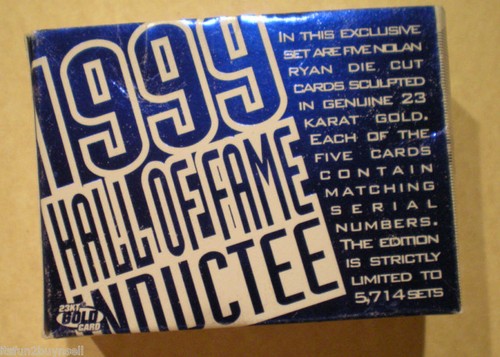 1999
HALL OF FAME
INDUCTEE
IN THIS EXCLUSIVE
SET ARE FIVE NOLAN
RYAN DIE CUT
CARDS SCULPTED
IN GENUINE 23
KARAT GOLD.
EACH OF THE
FIVE CARDS
CONTAIN
MATCHING
SERIAL
NUMBERS.
THE EDITION
IS STRICTLY
LIMITED TO
5,714 SETS
23KT
GOLD
CARD
itsfun2buynsell